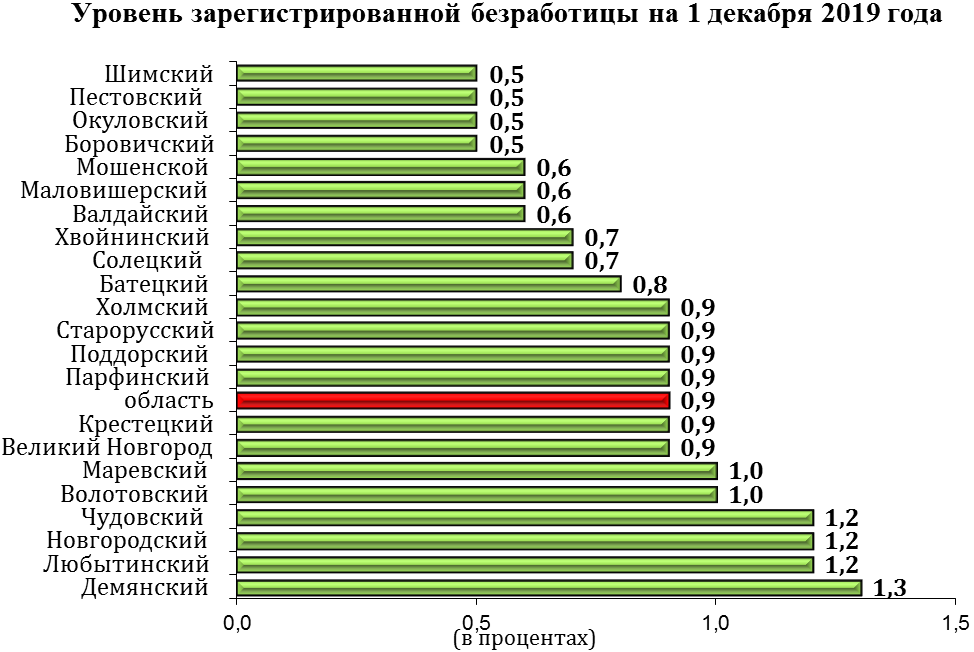 Уровень зарегистрированной безработицы на 1 декабря 2019 года
Шимский 0,5
Пестовский 0,5
Окуловский 0,5
Боровичский 0,5
Мошенской 0,6
Маловишерский 0,6
Валдайский 0,6
Хвойнинский 0,7
Солецкий 0,7
Батецкий 0,8
Холмский 0,9
Старорусский 0,9
Поддорский 0,9
Парфинский 0,9
область 0,9
Крестецкий 0,9
Великий Новгород 0,9
Маревский 1,0
Волотовский 1,0
Чудовский 1,2
Новгородский 1,2
Любытинский 1,2
Демянский 1,3
0,0 0,5 1,0 1,5
(в процентах)